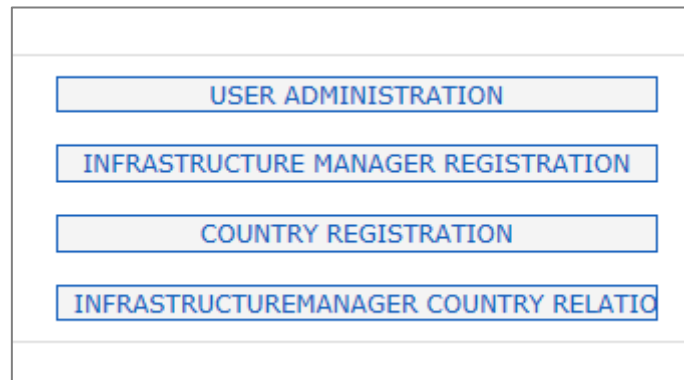 USER ADMINISTRATION
INFRASTRUCTURE MANAGER REGISTRATION
COUNTRY REGISTRATION
INFRASTRUCTUREMANAGER COUNTRY RELATIO